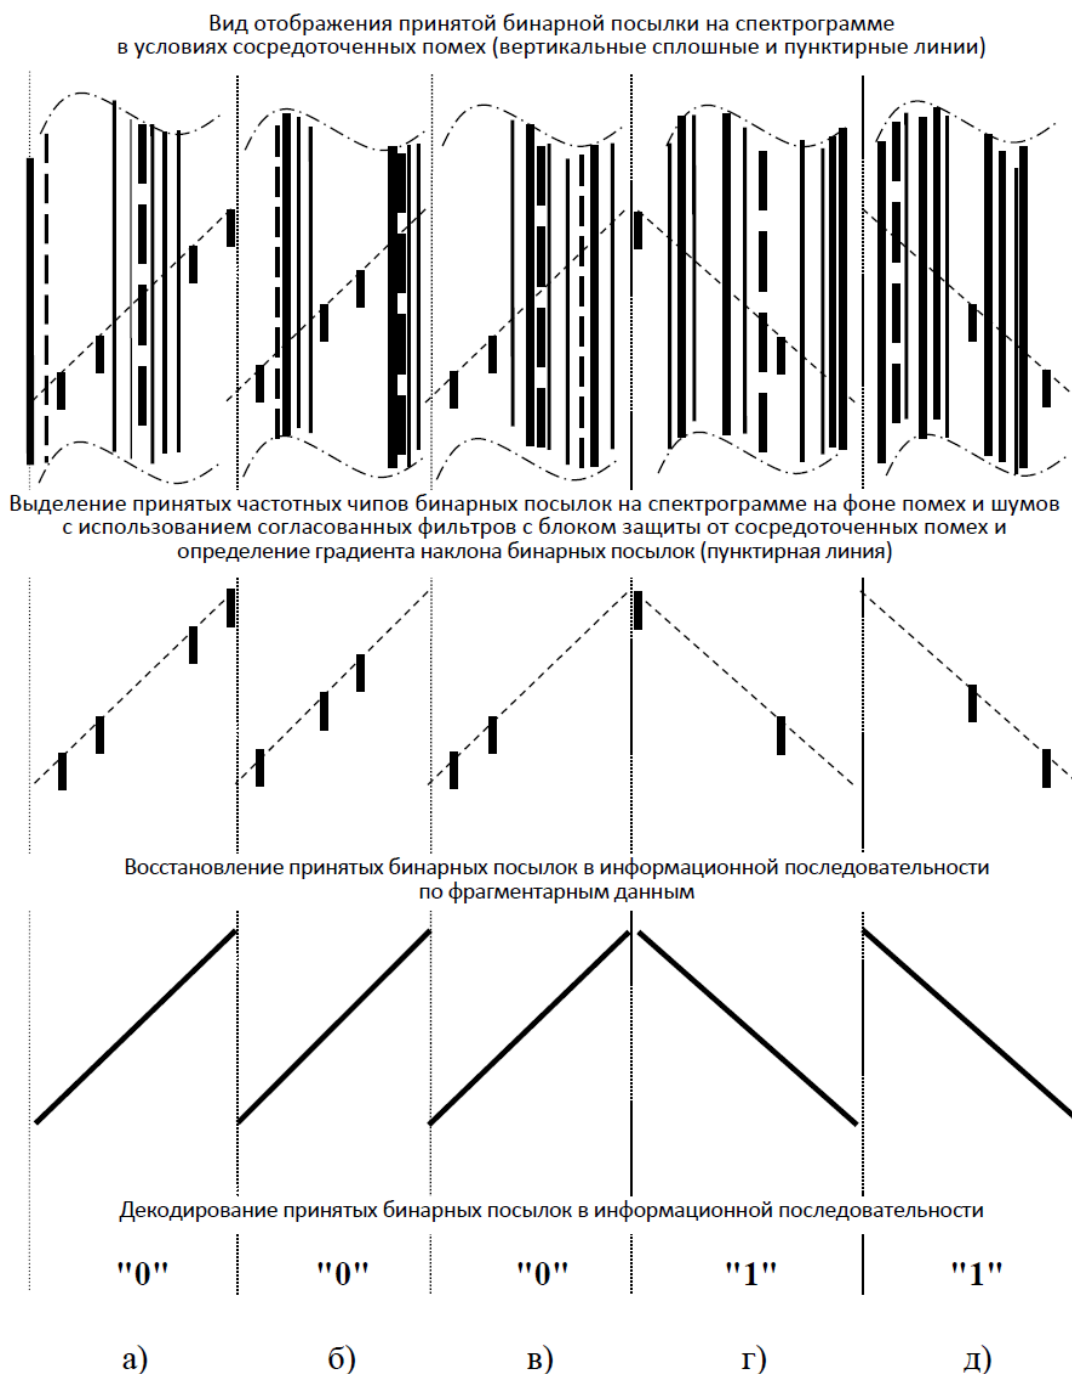 Вид отображения принятой бинарной посылки на спектрограмме
в условиях сосредоточенных помех (вертикальные сплошные и пунктирные линии)
Выделение принятых частотных чипов бинарных посылок на спектрограмме на фоне помех и шумов
с использованием согласованных фильтров с блоком защиты от сосредоточенных помех и
определение градиента наклона бинарных посылок (пунктирная линия)
Восстановление принятых бинарных посылок в информационной последовательности
по фрагментарным данным
Декодирование принятых бинарных посылок в информационной последовательности
"0" "0" "0" "1" "1"
а) б) в) г) д)